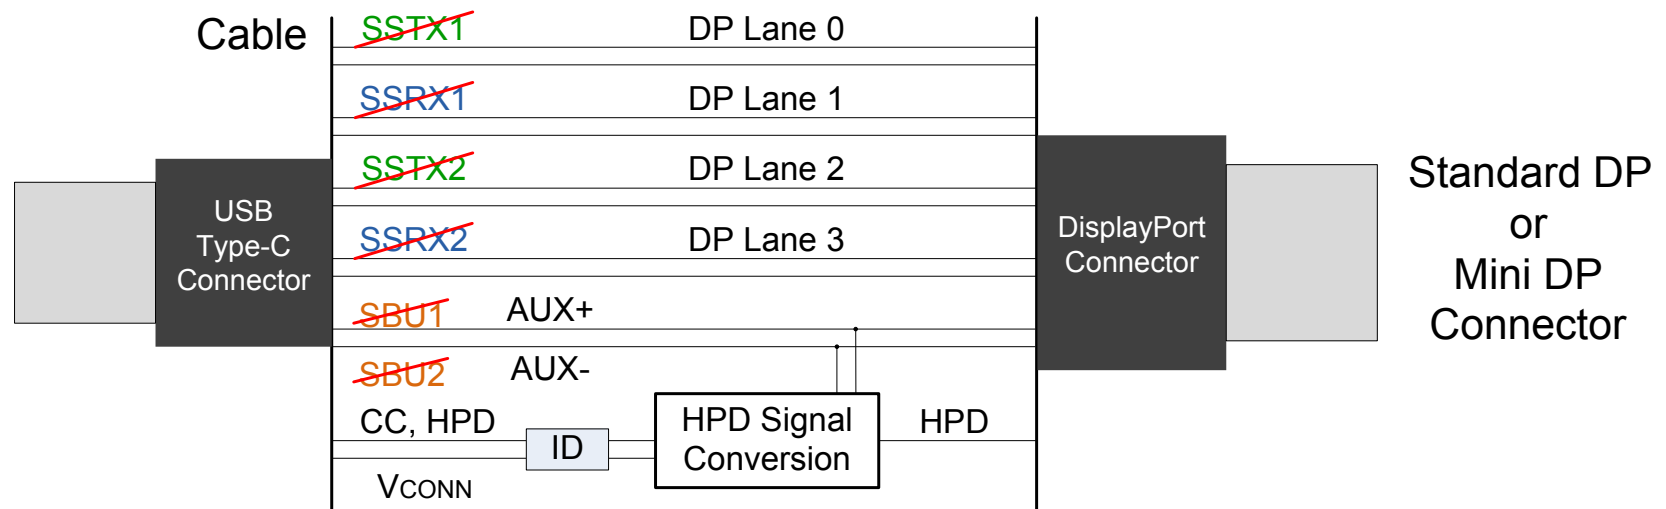 Cable
SSTX1 DP Lane 0
SSRX1 DP Lane 1
SSTX2 DP Lane 2
SSRX2 DP Lane 3
SBU1 AUX+
SBU2 AUX-
CC, HPD
VCONN
ID
HPD Signal
Conversion
HPD
USB
Type-C
Connector
DisplayPort
Connector
Standard DP
or
Mini DP
Connector